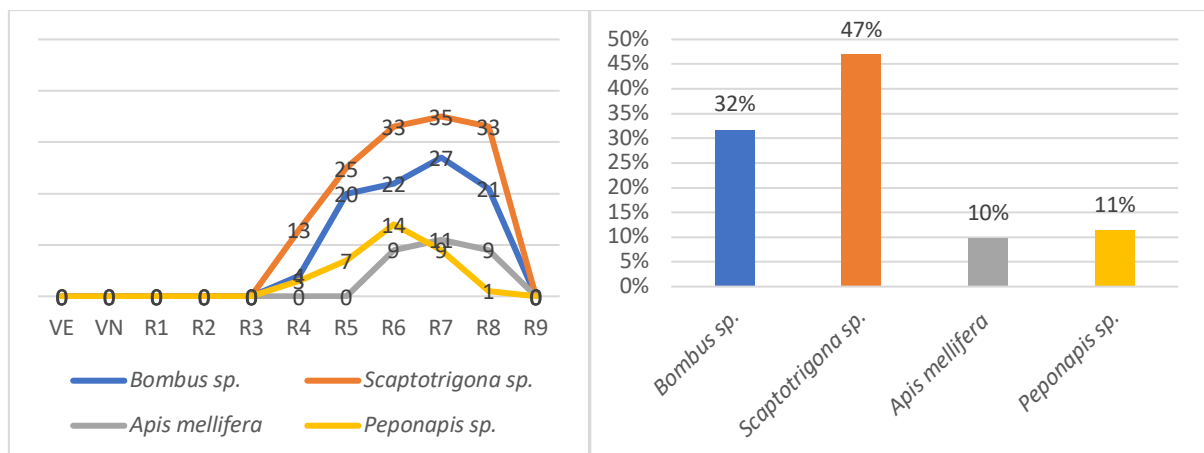 35
33
33
27
25
22
20
21
13
14
11
9
9
9
7
4
3
1
0
0
0
0
0
0
0
0
VE
VN
R1
R2
R3
R4
R5
R6
R7
R8
R9
Bombus sp.
Scaptotrigona sp.
Apis mellifera
Peponapis sp.
50%
45%
40%
35%
30%
25%
20%
15%
10%
5%
0%
32%
47%
10%
11%
Bombus sp.
Scaptotrigona sp.
Apis mellifera
Peponapis sp.